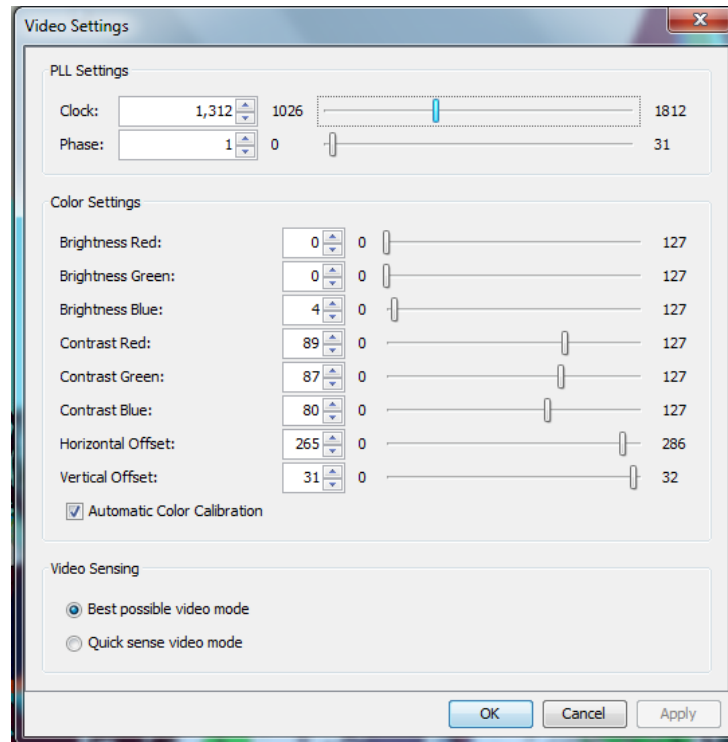 Video Settings
PLL Settings
Clock: 1,312 1026 1812
Phase: 1 0 31
Color Settings
Brightness Red: 0 0 127
Brightness Green: 0 0 127
Brightness Blue: 4 0 127
Contrast Red: 89 0 127
Contrast Green: 87 0 127
Contrast Blue: 80 0 127
Horizontal Offset: 265 0 286
Vertical Offset: 31 0 32
Automatic Color Calibration
Video Sensing
Best possible video mode
Quick sense video mode
OK Cancel Apply